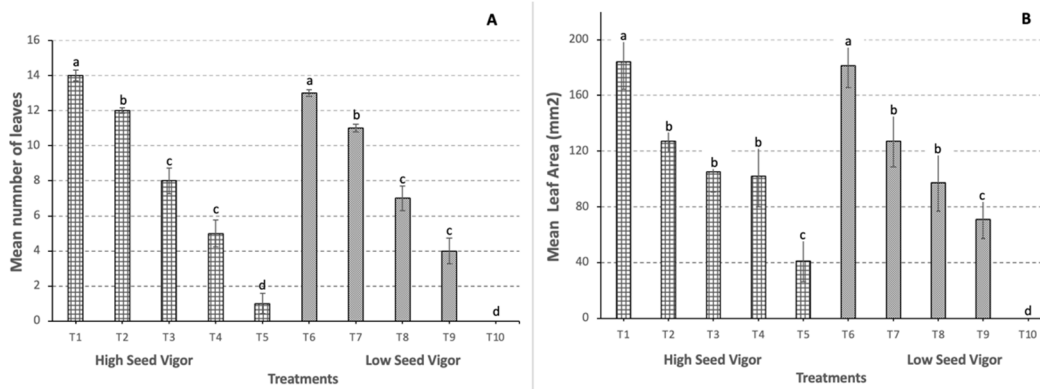 A
16
14
12
10
8
6
4
2
0
Mean numnber of leaves
a
b
c
c
d
a
b
c
c
d
T1 T2 T3 T4 T5 T6 T7 T8 T9 T10
High Seed Vigor Low Seed Vigor
Treatments
B
200
160
120
80
40
0
Mean Leaf Area (mm2)
a
b
b
b
c
a
b
b
c
d
T1 T2 T3 T4 T5 T6 T7 T8 T9 T10
High Seed Vigor Low Seed Vigor
Treatments